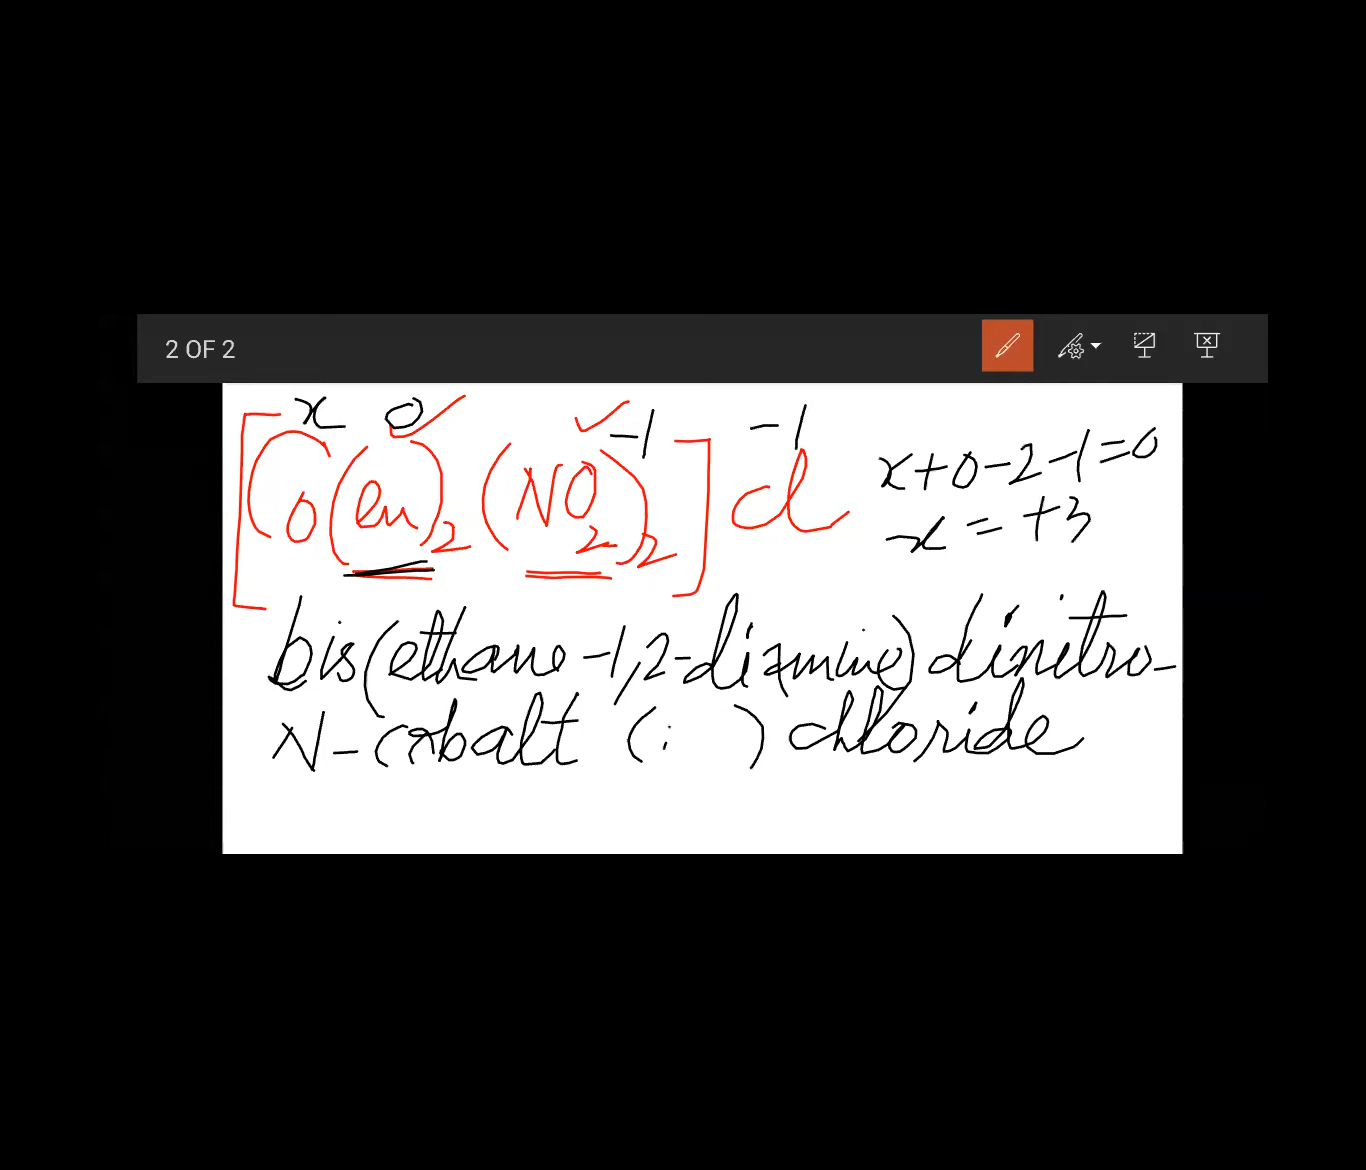 2 OF 2
x 0 -1 -1
[Co(en)2(NO2)2]Cl x+0-2-1=0
x = +3
bis(ethane-1,2-diamine)dinitro-
N-cobalt ( ) chloride